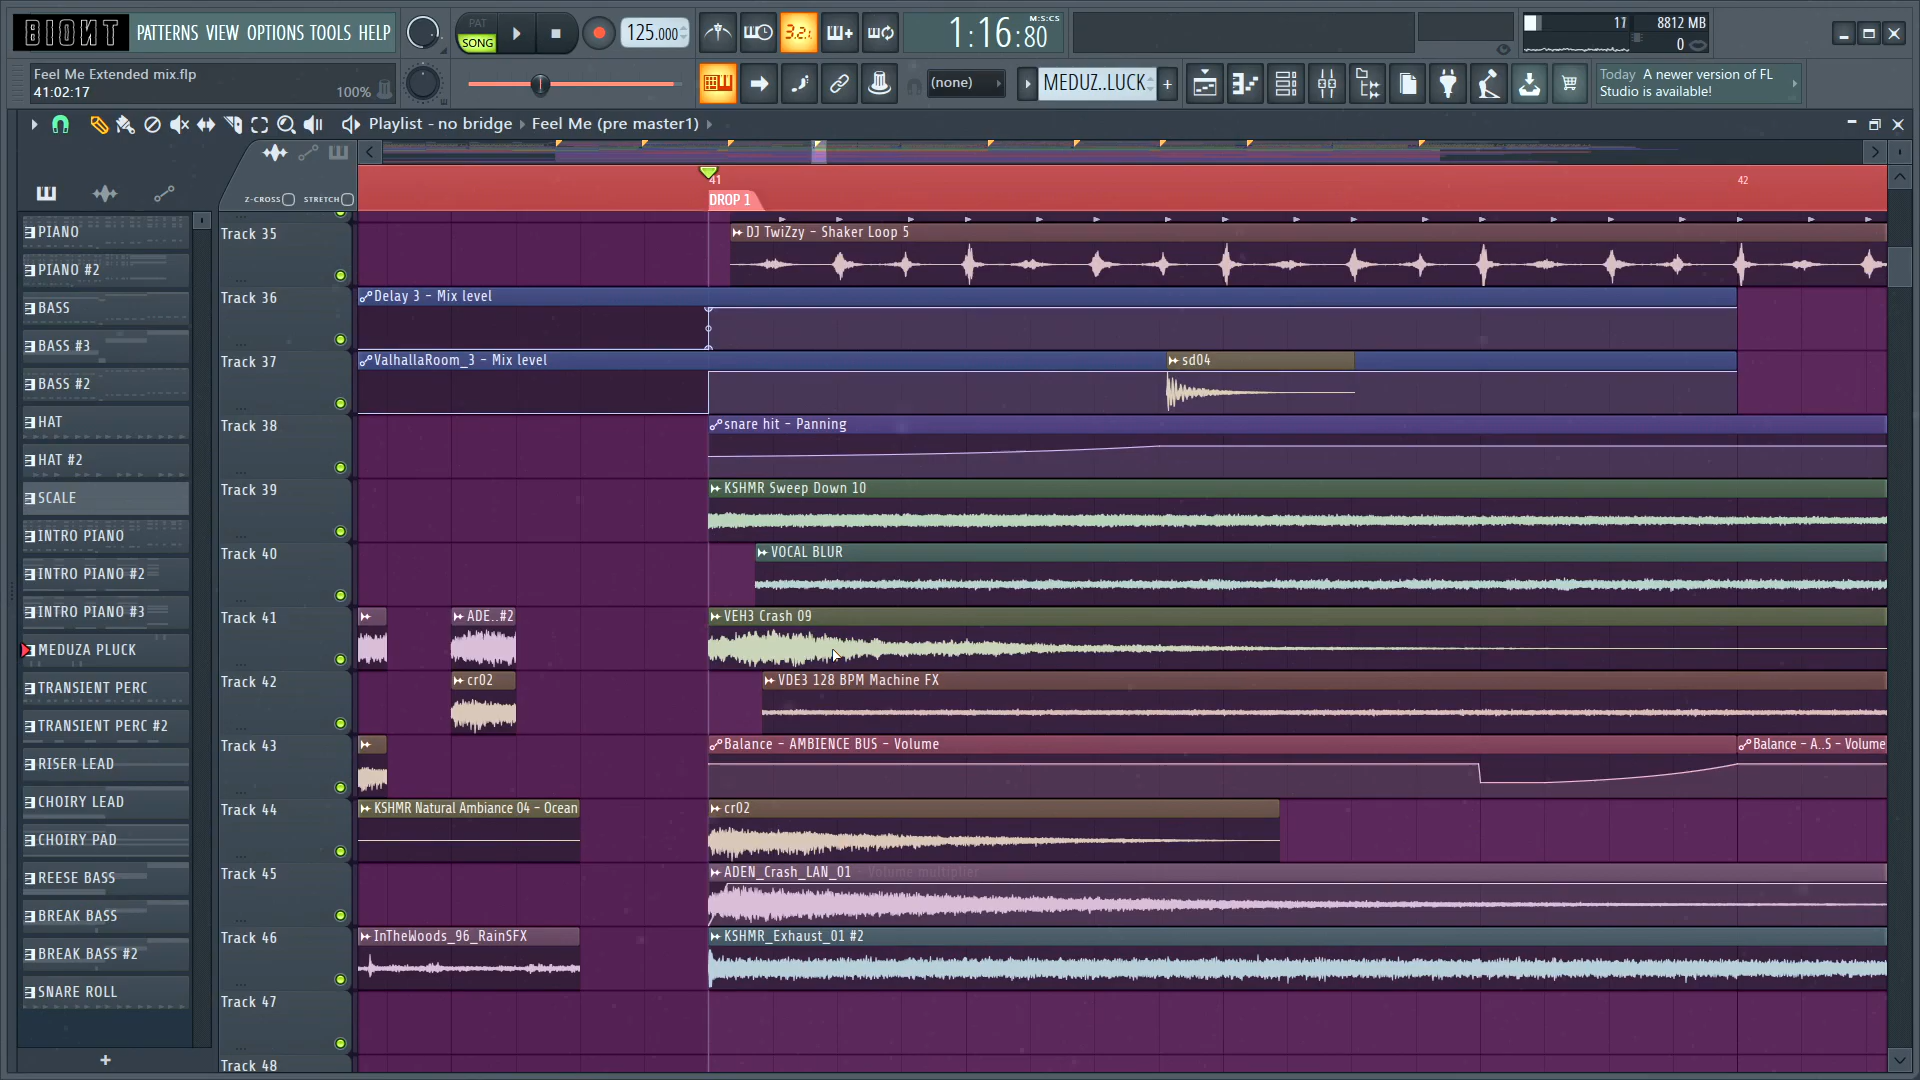 BIONT
PATTERNS VIEW OPTIONS TOOLS HELP
PAT
SONG
125.000
3.2.1
1:16:80
M:S:CS
11
8812 MB
0
Feel Me Extended mix.flp
41:02:17
100%
(none)
MEDUZ..LUCK
+
Today A newer version of FL
Studio is available!
Playlist - no bridge
Feel Me (pre master1)
Z-CROSS
STRETCH
41
42
DROP 1
PIANO
PIANO #2
BASS
BASS #3
BASS #2
HAT
HAT #2
SCALE
INTRO PIANO
INTRO PIANO #2
INTRO PIANO #3
MEDUZA PLUCK
TRANSIENT PERC
TRANSIENT PERC #2
RISER LEAD
CHOIRY LEAD
CHOIRY PAD
REESE BASS
BREAK BASS
BREAK BASS #2
SNARE ROLL
+
Track 35
DJ TwiZzy - Shaker Loop 5
Track 36
Delay 3 - Mix level
Track 37
ValhallaRoom_3 - Mix level
sd04
Track 38
snare hit - Panning
Track 39
KSHMR Sweep Down 10
Track 40
VOCAL BLUR
Track 41
ADE..#2
VEH3 Crash 09
Track 42
cr02
VDE3 128 BPM Machine FX
Track 43
Balance - AMBIENCE BUS - Volume
Balance - A..S - Volume
Track 44
KSHMR Natural Ambiance 04 - Ocean
cr02
Track 45
ADEN_Crash_LAN_01 - Volume multiplier
Track 46
InTheWoods_96_RainSFX
KSHMR_Exhaust_01 #2
Track 47
Track 48